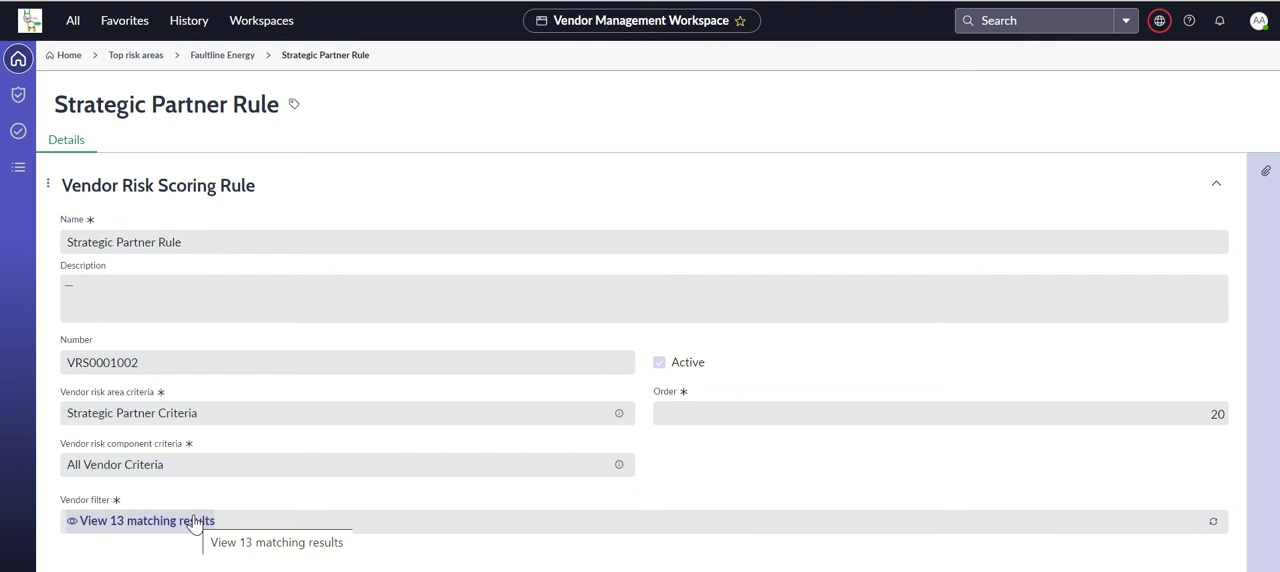 All Favorites History Workspaces Vendor Management Workspace Search AA
Home > Top risk areas > Faultline Energy > Strategic Partner Rule
Strategic Partner Rule
Details
Vendor Risk Scoring Rule
Name *
Strategic Partner Rule
Description
—
Number
VRS0001002
Active
Vendor risk area criteria *
Strategic Partner Criteria
Order *
20
Vendor risk component criteria *
All Vendor Criteria
Vendor filter *
View 13 matching results
View 13 matching results